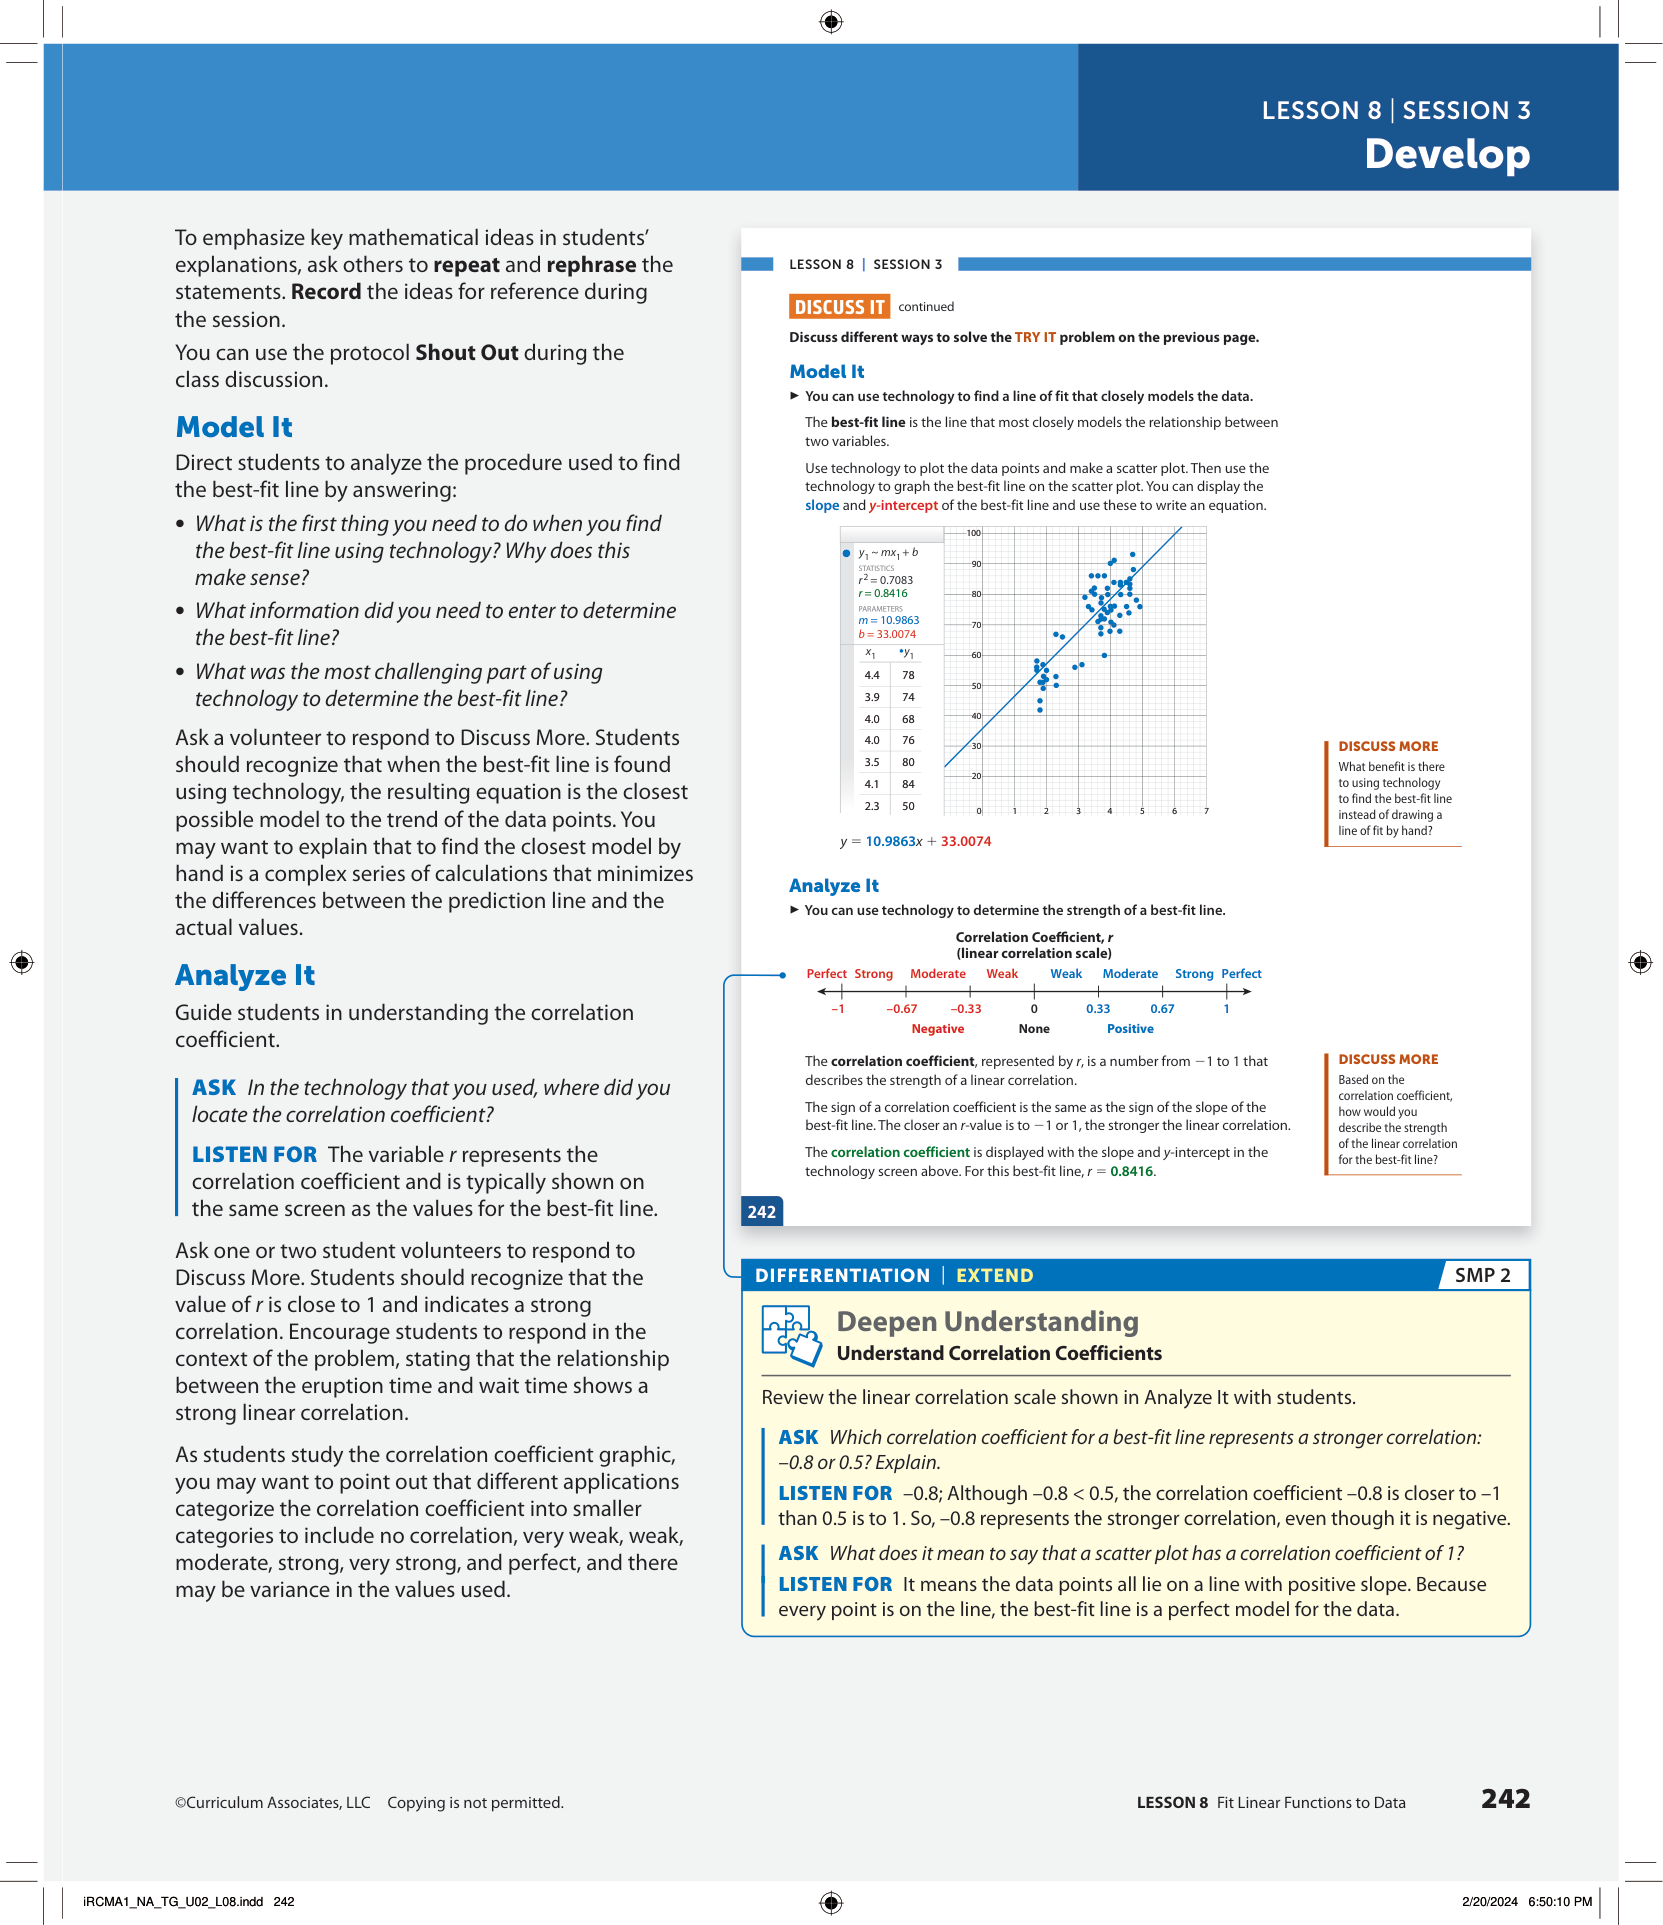 LESSON 8 | SESSION 3
Develop
To emphasize key mathematical ideas in students’
explanations, ask others to repeat and rephrase the
statements. Record the ideas for reference during
the session.
You can use the protocol Shout Out during the
class discussion.
Model It
Direct students to analyze the procedure used to find
the best-fit line by answering:
• What is the first thing you need to do when you find
the best-fit line using technology? Why does this
make sense?
• What information did you need to enter to determine
the best-fit line?
• What was the most challenging part of using
technology to determine the best-fit line?
Ask a volunteer to respond to Discuss More. Students
should recognize that when the best-fit line is found
using technology, the resulting equation is the closest
possible model to the trend of the data points. You
may want to explain that to find the closest model by
hand is a complex series of calculations that minimizes
the differences between the prediction line and the
actual values.
Analyze It
Guide students in understanding the correlation
coefficient.
ASK In the technology that you used, where did you
locate the correlation coefficient?
LISTEN FOR The variable r represents the
correlation coefficient and is typically shown on
the same screen as the values for the best-fit line.
Ask one or two student volunteers to respond to
Discuss More. Students should recognize that the
value of r is close to 1 and indicates a strong
correlation. Encourage students to respond in the
context of the problem, stating that the relationship
between the eruption time and wait time shows a
strong linear correlation.
As students study the correlation coefficient graphic,
you may want to point out that different applications
categorize the correlation coefficient into smaller
categories to include no correlation, very weak, weak,
moderate, strong, very strong, and perfect, and there
may be variance in the values used.
LESSON 8 | SESSION 3
DISCUSS IT continued
Discuss different ways to solve the TRY IT problem on the previous page.
Model It
► You can use technology to find a line of fit that closely models the data.
The best-fit line is the line that most closely models the relationship between
two variables.
Use technology to plot the data points and make a scatter plot. Then use the
technology to graph the best-fit line on the scatter plot. You can display the
slope and y-intercept of the best-fit line and use these to write an equation.
y₁ ~ mx₁ + b
STATISTICS
r² = 0.7083
r = 0.8416
PARAMETERS
m = 10.9863
b = 33.0074
x₁ •y₁
4.4 78
3.9 74
4.0 68
4.0 76
3.5 80
4.1 84
2.3 50
100
90
80
70
60
50
40
30
20
0 1 2 3 4 5 6 7
y = 10.9863x + 33.0074
DISCUSS MORE
What benefit is there
to using technology
to find the best-fit line
instead of drawing a
line of fit by hand?
Analyze It
► You can use technology to determine the strength of a best-fit line.
Correlation Coefficient, r
(linear correlation scale)
Perfect Strong Moderate Weak Weak Moderate Strong Perfect
–1 –0.67 –0.33 0 0.33 0.67 1
Negative None Positive
The correlation coefficient, represented by r, is a number from −1 to 1 that
describes the strength of a linear correlation.
The sign of a correlation coefficient is the same as the sign of the slope of the
best-fit line. The closer an r-value is to −1 or 1, the stronger the linear correlation.
The correlation coefficient is displayed with the slope and y-intercept in the
technology screen above. For this best-fit line, r = 0.8416.
DISCUSS MORE
Based on the
correlation coefficient,
how would you
describe the strength
of the linear correlation
for the best-fit line?
242
DIFFERENTIATION | EXTEND
SMP 2
Deepen Understanding
Understand Correlation Coefficients
Review the linear correlation scale shown in Analyze It with students.
ASK Which correlation coefficient for a best-fit line represents a stronger correlation:
–0.8 or 0.5? Explain.
LISTEN FOR –0.8; Although –0.8 < 0.5, the correlation coefficient –0.8 is closer to –1
than 0.5 is to 1. So, –0.8 represents the stronger correlation, even though it is negative.
ASK What does it mean to say that a scatter plot has a correlation coefficient of 1?
LISTEN FOR It means the data points all lie on a line with positive slope. Because
every point is on the line, the best-fit line is a perfect model for the data.
©Curriculum Associates, LLC Copying is not permitted.
LESSON 8 Fit Linear Functions to Data 242
iRCMA1_NA_TG_U02_L08.indd 242
2/20/2024 6:50:10 PM